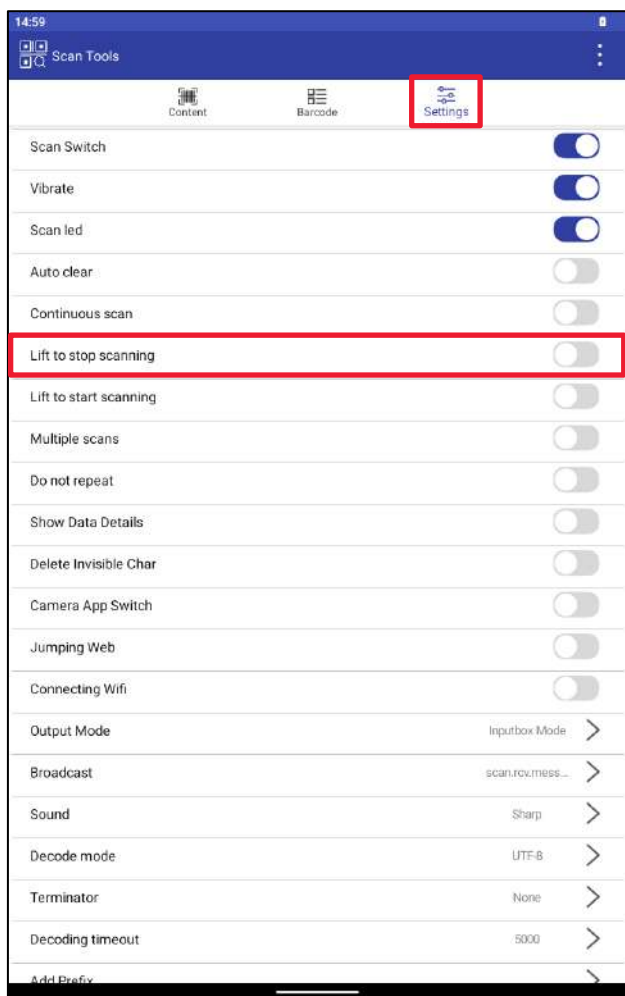 14:59
Scan Tools
Content Barcode Settings
Scan Switch
Vibrate
Scan led
Auto clear
Continuous scan
Lift to stop scanning
Lift to start scanning
Multiple scans
Do not repeat
Show Data Details
Delete Invisible Char
Camera App Switch
Jumping Web
Connecting Wifi
Output Mode Inputbox Mode
Broadcast scan.rcv.mess...
Sound Sharp
Decode mode UTF-8
Terminator None
Decoding timeout 5000
Add Prefix